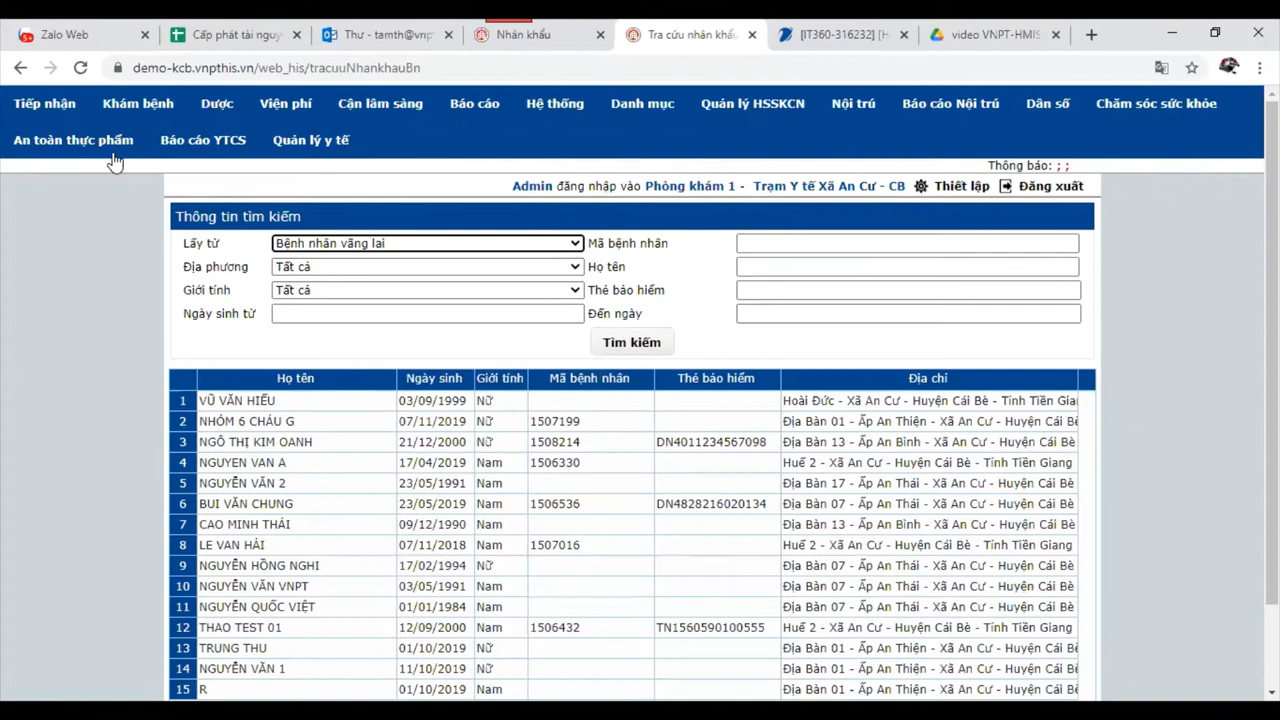 Zalo Web
Cấp phát tài nguy
Thư - tamth@vnp
Nhân khẩu
Tra cứu nhân khẩu
[IT360-316232] [H
video VNPT-HMIS
demo-kcb.vnpthis.vn/web_his/tracuuNhankhauBn
Tiếp nhận Khám bệnh Dược Viện phí Cận lâm sàng Báo cáo Hệ thống Danh mục Quản lý HSSKCN Nội trú Báo cáo Nội trú Dân số Chăm sóc sức khỏe
An toàn thực phẩm Báo cáo YTCS Quản lý y tế
Thông báo: ; ;
Admin đăng nhập vào Phòng khám 1 - Trạm Y tế Xã An Cư - CB Thiết lập Đăng xuất
Thông tin tìm kiếm
Lấy từ Bệnh nhân vãng lai Mã bệnh nhân
Địa phương Tất cả Họ tên
Giới tính Tất cả Thẻ bảo hiểm
Ngày sinh từ Đến ngày
Tìm kiếm
Họ tên Ngày sinh Giới tính Mã bệnh nhân Thẻ bảo hiểm Địa chỉ
1 VŨ VĂN HIẾU 03/09/1999 Nữ Hoài Đức - Xã An Cư - Huyện Cái Bè - Tỉnh Tiền Giang
2 NHÓM 6 CHÁU G 07/11/2019 Nữ 1507199 Địa Bàn 01 - Ấp An Thiện - Xã An Cư - Huyện Cái Bè
3 NGÔ THỊ KIM OANH 21/12/2000 Nữ 1508214 DN4011234567098 Địa Bàn 13 - Ấp An Bình - Xã An Cư - Huyện Cái Bè
4 NGUYEN VAN A 17/04/2019 Nam 1506330 Huế 2 - Xã An Cư - Huyện Cái Bè - Tỉnh Tiền Giang
5 NGUYỄN VĂN 2 23/05/1991 Nam Địa Bàn 17 - Ấp An Thái - Xã An Cư - Huyện Cái Bè
6 BUI VĂN CHUNG 23/05/2019 Nam 1506536 DN4828216020134 Địa Bàn 07 - Ấp An Thái - Xã An Cư - Huyện Cái Bè
7 CAO MINH THÁI 09/12/1990 Nam Địa Bàn 13 - Ấp An Bình - Xã An Cư - Huyện Cái Bè
8 LE VAN HẢI 07/11/2018 Nam 1507016 Huế 2 - Xã An Cư - Huyện Cái Bè - Tỉnh Tiền Giang
9 NGUYỄN HỒNG NGHI 17/02/1994 Nữ Địa Bàn 07 - Ấp An Thái - Xã An Cư - Huyện Cái Bè
10 NGUYỄN VĂN VNPT 03/05/1991 Nam Địa Bàn 07 - Ấp An Thái - Xã An Cư - Huyện Cái Bè
11 NGUYỄN QUỐC VIỆT 01/01/1984 Nam Địa Bàn 07 - Ấp An Thái - Xã An Cư - Huyện Cái Bè
12 THAO TEST 01 12/09/2000 Nam 1506432 TN1560590100555 Huế 2 - Xã An Cư - Huyện Cái Bè - Tỉnh Tiền Giang
13 TRUNG THU 01/10/2019 Nữ Địa Bàn 01 - Ấp An Thiện - Xã An Cư - Huyện Cái Bè
14 NGUYỄN VĂN 1 11/10/2019 Nữ Địa Bàn 01 - Ấp An Thiện - Xã An Cư - Huyện Cái Bè
15 R 01/10/2019 Nam Địa Bàn 01 - Ấp An Thiện - Xã An Cư - Huyện Cái Bè